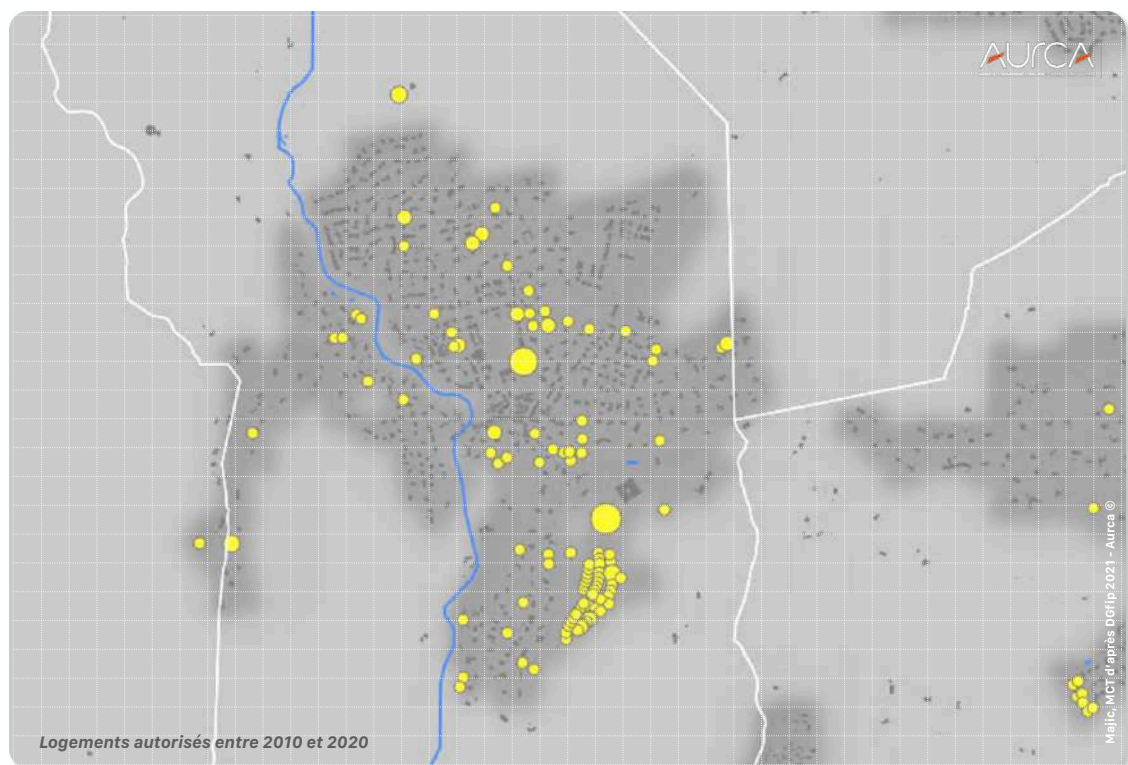 AURCA
Logements autorisés entre 2010 et 2020
Majic, MCT d'après DGfip 2021 - Aurca ©